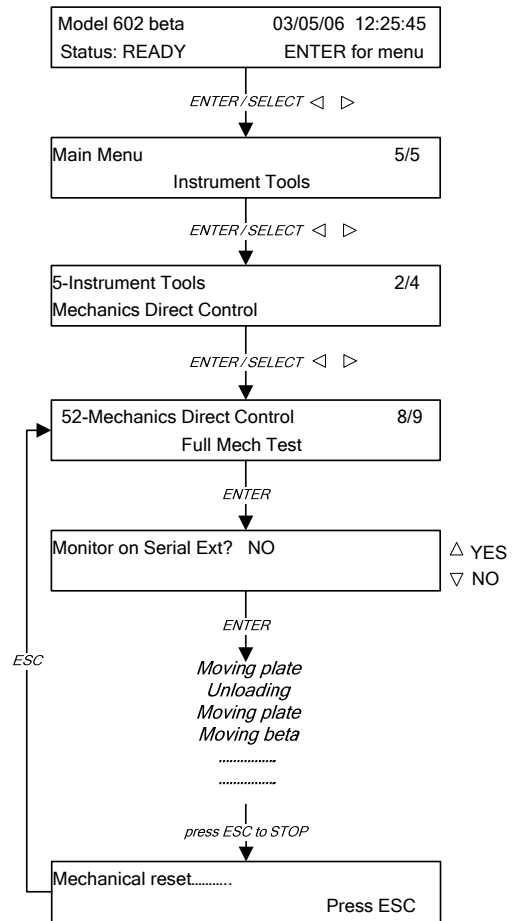 Model 602 beta 03/05/06 12:25:45
Status: READY ENTER for menu
ENTER/SELECT ◁ ▷
Main Menu 5/5
Instrument Tools
ENTER/SELECT ◁ ▷
5-Instrument Tools 2/4
Mechanics Direct Control
ENTER/SELECT ◁ ▷
52-Mechanics Direct Control 8/9
Full Mech Test
ENTER
Monitor on Serial Ext? NO
△ YES
▽ NO
ENTER
ESC
Moving plate
Unloading
Moving plate
Moving beta
................
................
press ESC to STOP
Mechanical reset...........
Press ESC